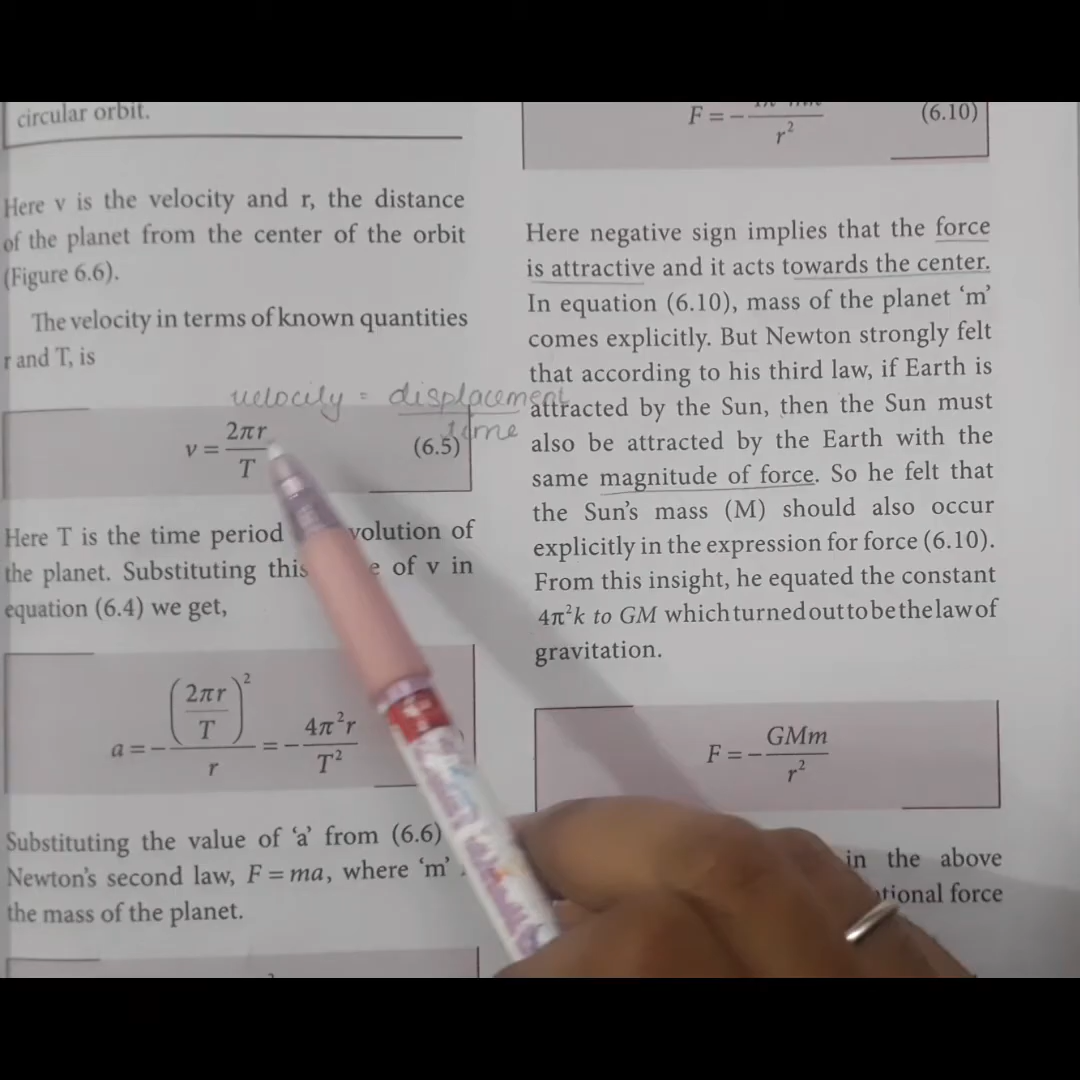 circular orbit.
Here v is the velocity and r, the distance
of the planet from the center of the orbit
(Figure 6.6).
The velocity in terms of known quantities
r and T, is
velocity = displacement
time
v = 2πr / T (6.5)
Here T is the time period volution of
the planet. Substituting this of v in
equation (6.4) we get,
a = − (2πr / T)² / r = − 4π²r / T²
Substituting the value of ‘a’ from (6.6)
Newton’s second law, F = ma, where ‘m’
the mass of the planet.
F = − / r² (6.10)
Here negative sign implies that the force
is attractive and it acts towards the center.
In equation (6.10), mass of the planet ‘m’
comes explicitly. But Newton strongly felt
that according to his third law, if Earth is
attracted by the Sun, then the Sun must
also be attracted by the Earth with the
same magnitude of force. So he felt that
the Sun’s mass (M) should also occur
explicitly in the expression for force (6.10).
From this insight, he equated the constant
4π²k to GM which turned out to be the law of
gravitation.
F = − GMm / r²
in the above
tional force